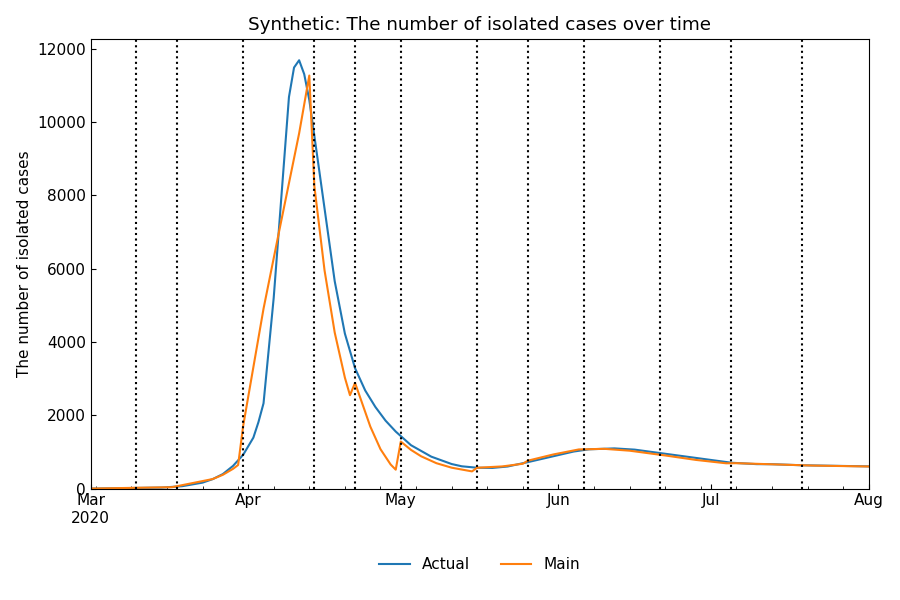 Synthetic: The number of isolated cases over time
The number of isolated cases
12000
10000
8000
6000
4000
2000
0
Mar Apr May Jun Jul Aug
2020
Actual Main